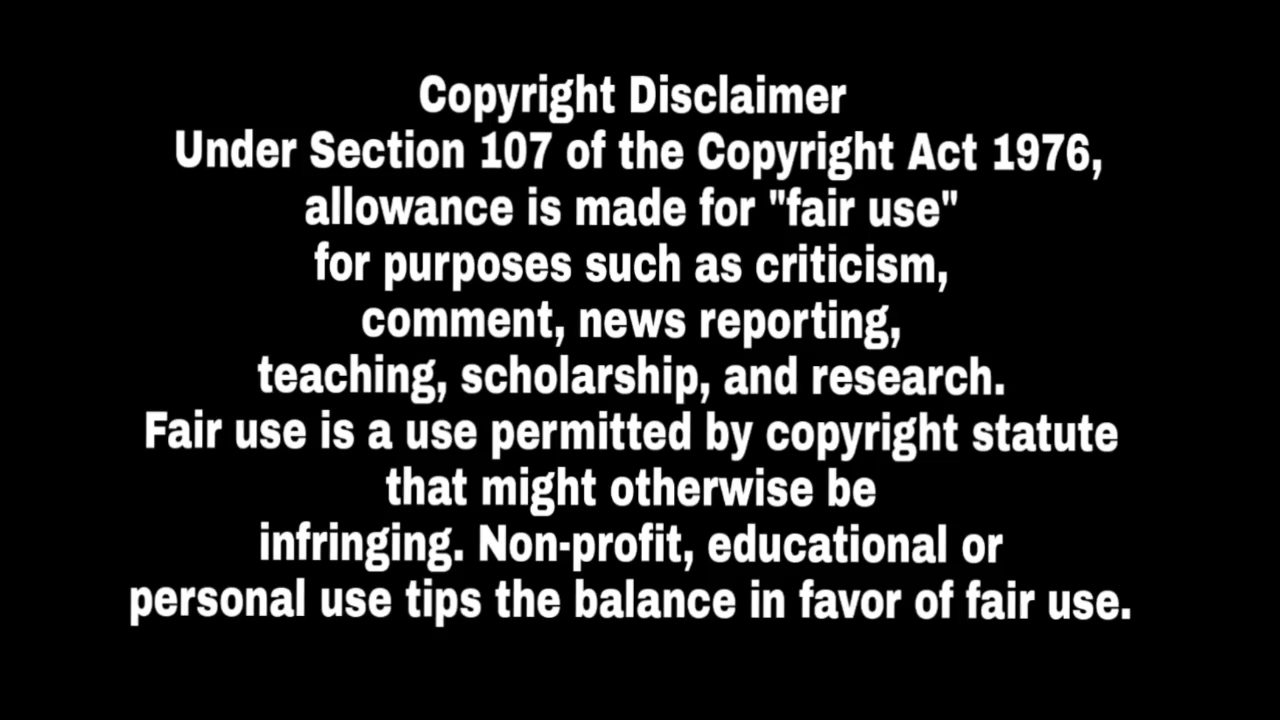 Copyright Disclaimer
Under Section 107 of the Copyright Act 1976,
allowance is made for "fair use"
for purposes such as criticism,
comment, news reporting,
teaching, scholarship, and research.
Fair use is a use permitted by copyright statute
that might otherwise be
infringing. Non-profit, educational or
personal use tips the balance in favor of fair use.